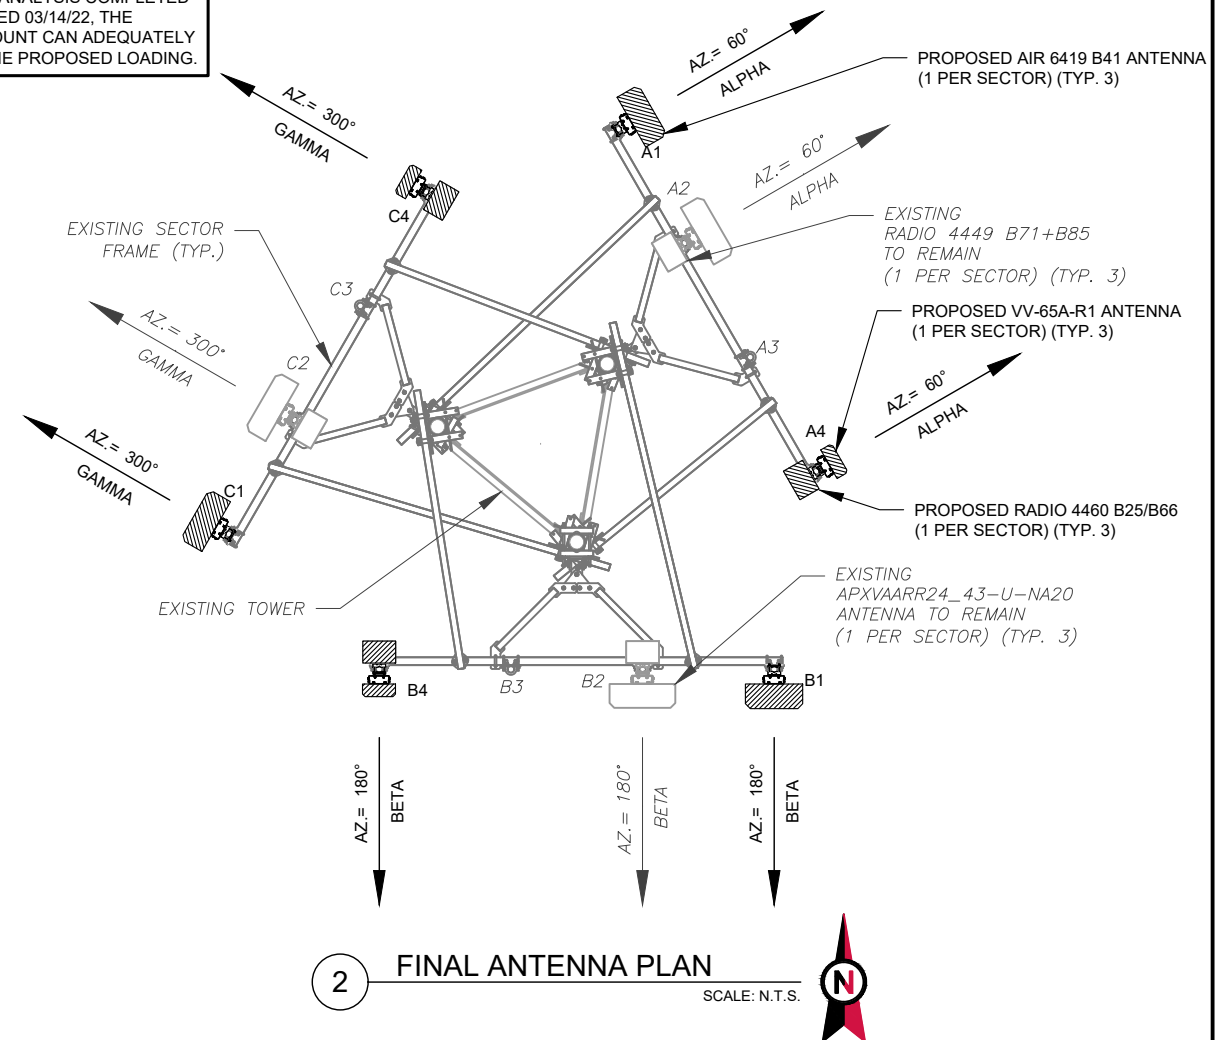 ANALYSIS COMPLETED
ED 03/14/22, THE
OUNT CAN ADEQUATELY
HE PROPOSED LOADING.
AZ.= 60°
ALPHA
PROPOSED AIR 6419 B41 ANTENNA
(1 PER SECTOR) (TYP. 3)
AZ.= 300°
GAMMA
A1
AZ.= 60°
ALPHA
A2
C4
EXISTING SECTOR
FRAME (TYP.)
EXISTING
RADIO 4449 B71+B85
TO REMAIN
(1 PER SECTOR) (TYP. 3)
C3
PROPOSED VV-65A-R1 ANTENNA
(1 PER SECTOR) (TYP. 3)
AZ.= 300°
GAMMA
C2
A3
AZ.= 60°
ALPHA
A4
AZ.= 300°
GAMMA
C1
PROPOSED RADIO 4460 B25/B66
(1 PER SECTOR) (TYP. 3)
EXISTING TOWER
EXISTING
APXVAARR24_43-U-NA20
ANTENNA TO REMAIN
(1 PER SECTOR) (TYP. 3)
B4
B3
B2
B1
AZ.= 180°
BETA
AZ.= 180°
BETA
AZ.= 180°
BETA
2
FINAL ANTENNA PLAN
SCALE: N.T.S.
N